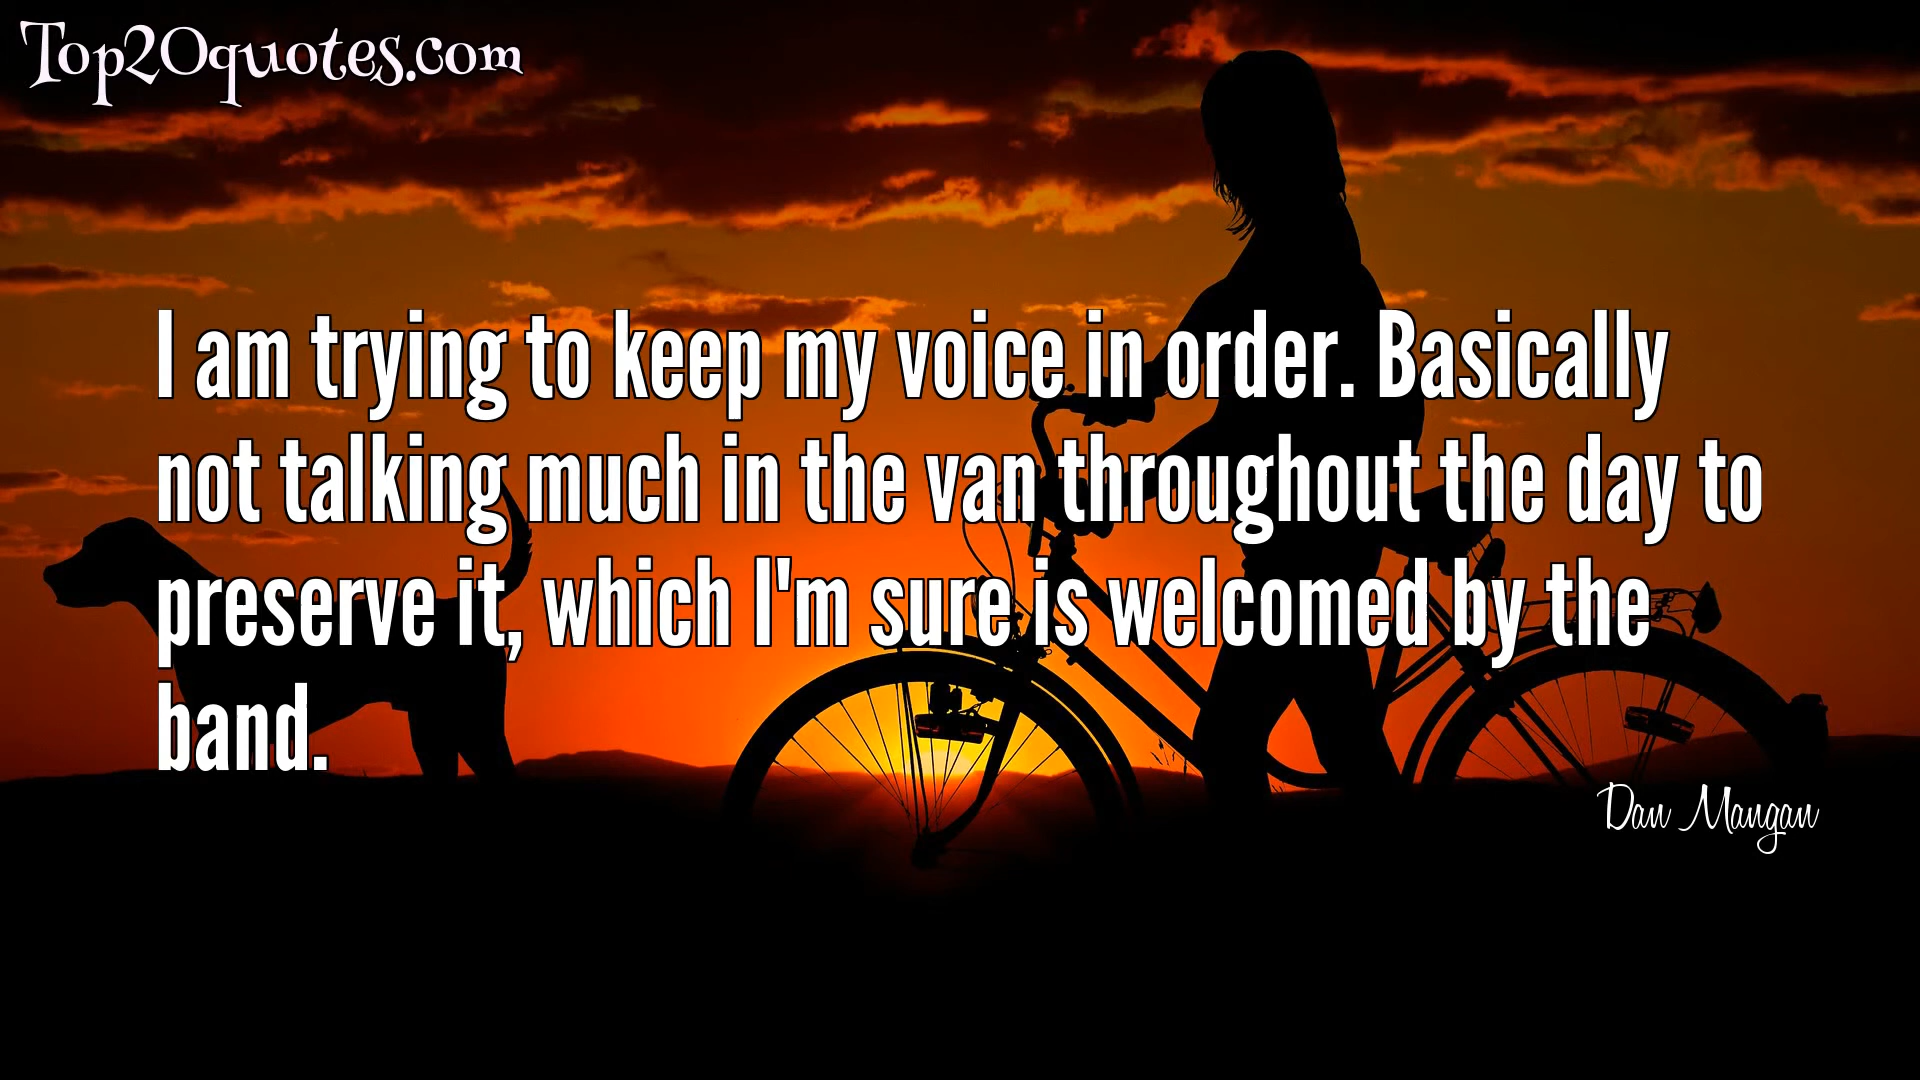 Top20quotes.com
I am trying to keep my voice in order. Basically
not talking much in the van throughout the day to
preserve it, which I'm sure is welcomed by the
band.
Dan Mangan